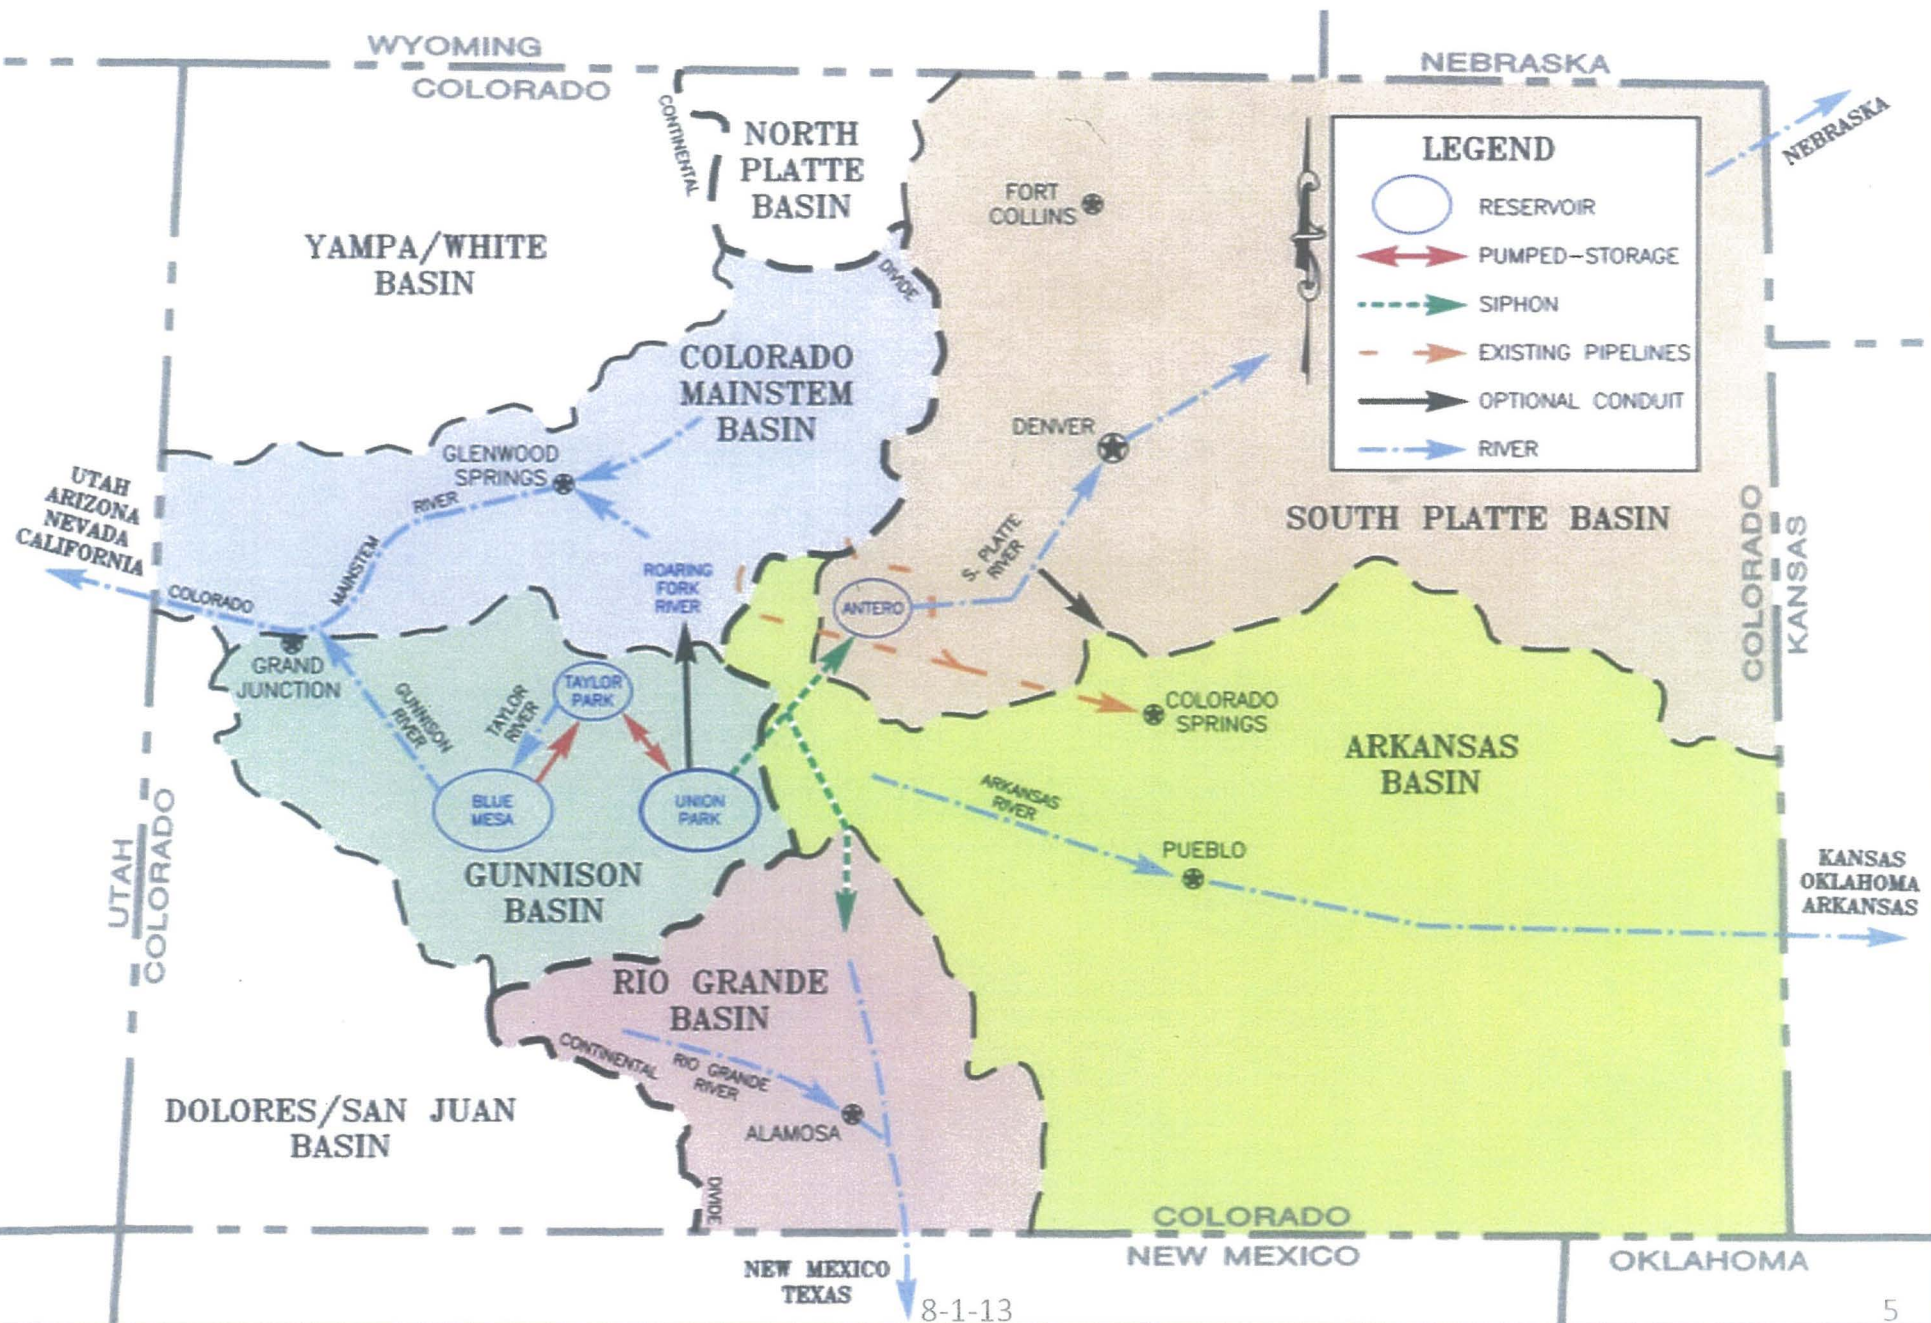 WYOMING
COLORADO
NEBRASKA
NEBRASKA
CONTINENTAL
NORTH
PLATTE
BASIN
YAMPA/WHITE
BASIN
DIVIDE
FORT
COLLINS
LEGEND
RESERVOIR
PUMPED-STORAGE
SIPHON
EXISTING PIPELINES
OPTIONAL CONDUIT
RIVER
COLORADO
MAINSTEM
BASIN
GLENWOOD
SPRINGS
DENVER
UTAH
ARIZONA
NEVADA
CALIFORNIA
COLORADO
MAINSTEM
RIVER
ROARING
FORK
RIVER
ANTERO
S. PLATTE
RIVER
SOUTH PLATTE BASIN
COLORADO
KANSAS
GRAND
JUNCTION
GUNNISON
RIVER
TAYLOR
RIVER
TAYLOR
PARK
COLORADO
SPRINGS
ARKANSAS
BASIN
BLUE
MESA
UNION
PARK
ARKANSAS
RIVER
PUEBLO
GUNNISON
BASIN
UTAH
COLORADO
KANSAS
OKLAHOMA
ARKANSAS
RIO GRANDE
BASIN
CONTINENTAL
RIO GRANDE
RIVER
ALAMOSA
DOLORES/SAN JUAN
BASIN
DIVIDE
COLORADO
NEW MEXICO
OKLAHOMA
NEW MEXICO
TEXAS
8-1-13
5